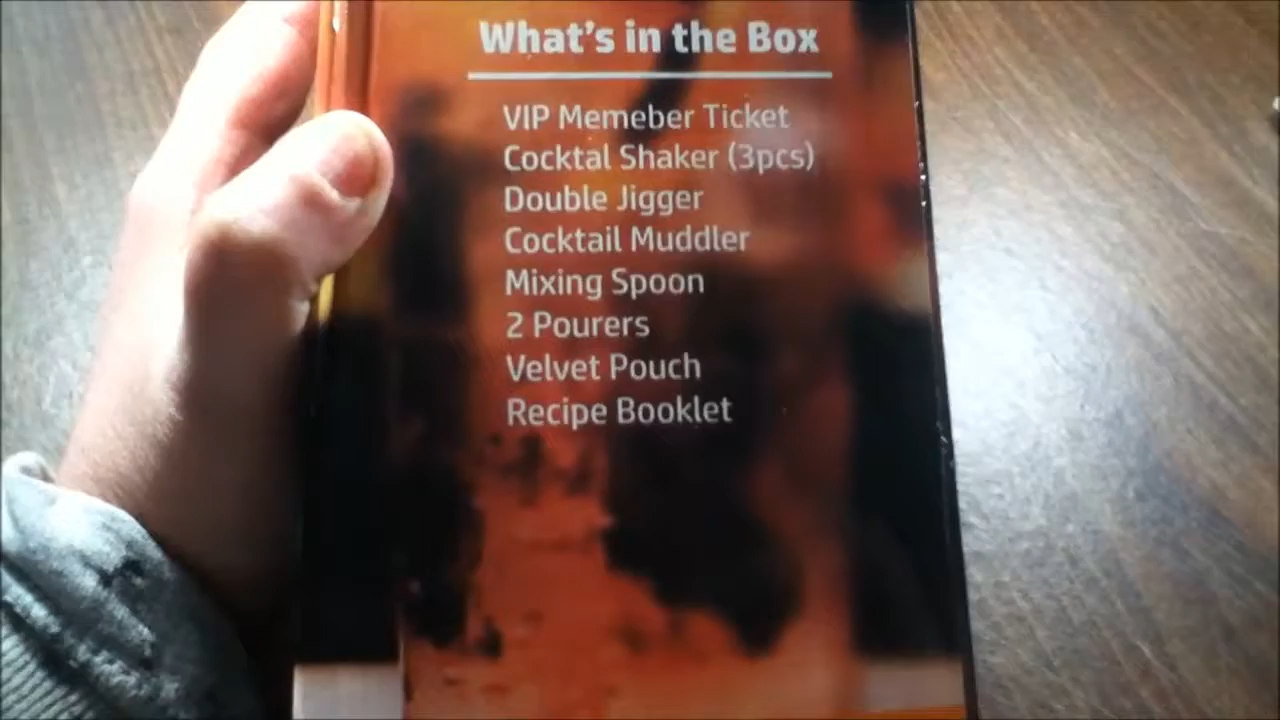 What's in the Box
VIP Memeber Ticket
Cocktal Shaker (3pcs)
Double Jigger
Cocktail Muddler
Mixing Spoon
2 Pourers
Velvet Pouch
Recipe Booklet